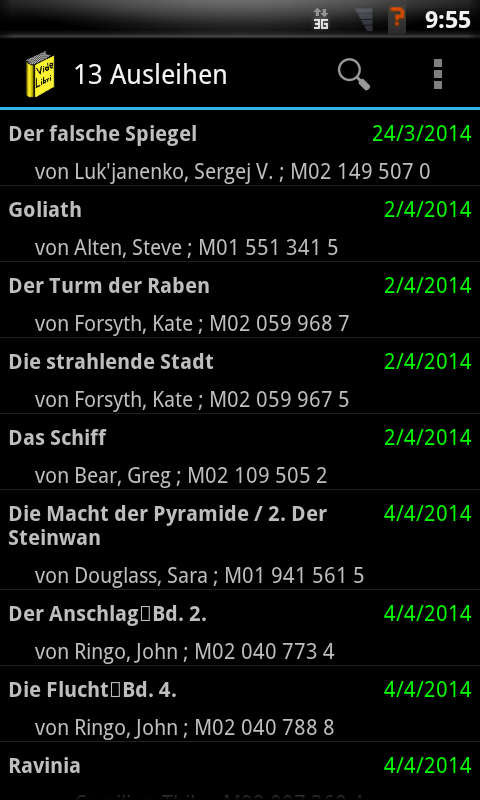 3G 9:55
Vide Libri
13 Ausleihen
Der falsche Spiegel 24/3/2014
von Luk'janenko, Sergej V. ; M02 149 507 0
Goliath 2/4/2014
von Alten, Steve ; M01 551 341 5
Der Turm der Raben 2/4/2014
von Forsyth, Kate ; M02 059 968 7
Die strahlende Stadt 2/4/2014
von Forsyth, Kate ; M02 059 967 5
Das Schiff 2/4/2014
von Bear, Greg ; M02 109 505 2
Die Macht der Pyramide / 2. Der 4/4/2014
Steinwan
von Douglass, Sara ; M01 941 561 5
Der Anschlag▯Bd. 2. 4/4/2014
von Ringo, John ; M02 040 773 4
Die Flucht▯Bd. 4. 4/4/2014
von Ringo, John ; M02 040 788 8
Ravinia 4/4/2014